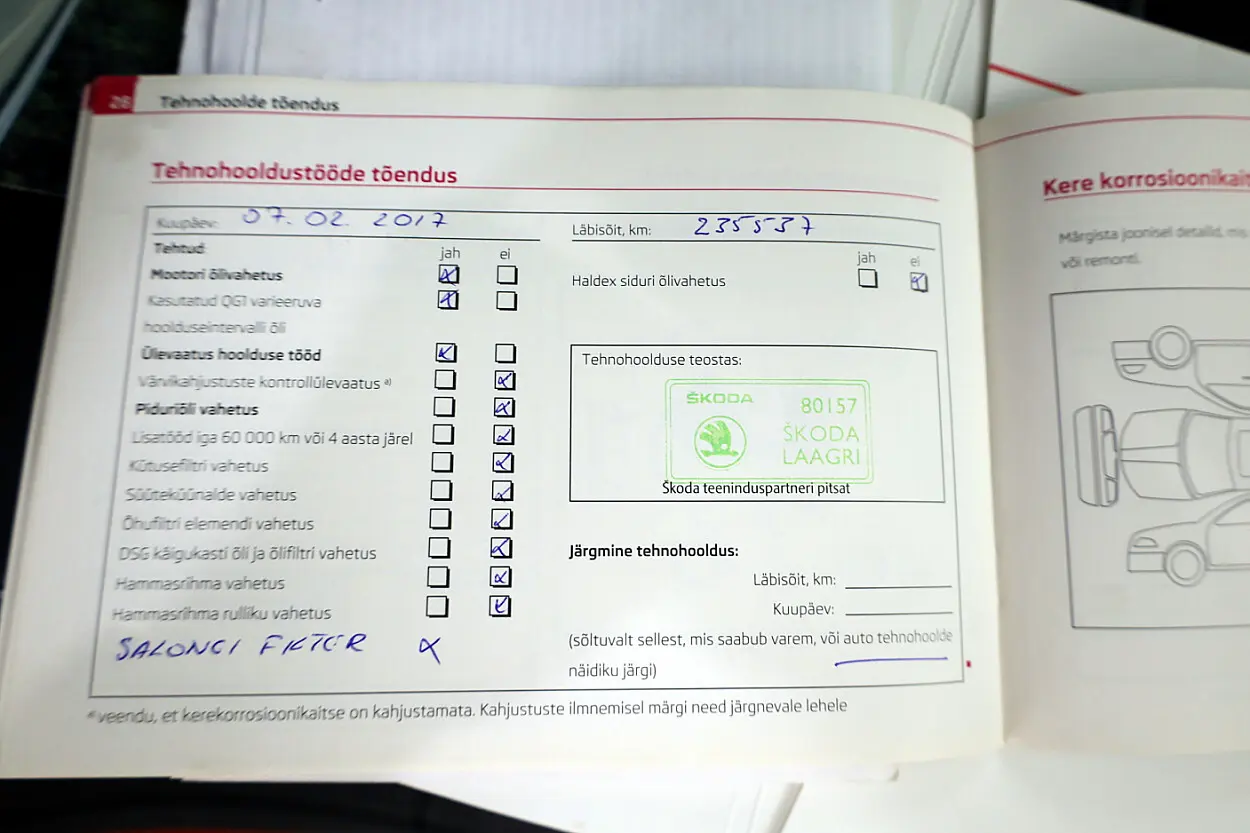 28 Tehnohoolde tõendus
Tehnohooldustööde tõendus
Kuupäev: 07. 02. 2017
Tehtud jah ei
Mootori õlivahetus
Kasutatud QG1 varieeruva
hoolduseintervalli õli
Ülevaatus hoolduse tööd
Värvikahjustuste kontrollülevaatus a)
Piduriõli vahetus
Lisatööd iga 60 000 km või 4 aasta järel
Kütusefiltri vahetus
Süüteküünalde vahetus
Õhufiltri elemendi vahetus
DSG käigukasti õli ja õlifiltri vahetus
Hammasrihma vahetus
Hammasrihma rulliku vahetus
SALONGI FILTER
Läbisõit, km: 235537
jah ei
Haldex siduri õlivahetus
Tehnohoolduse teostas:
ŠKODA 80157
ŠKODA
LAAGRI
Škoda teeninduspartneri pitsat
Järgmine tehnohooldus:
Läbisõit, km:
Kuupäev:
(sõltuvalt sellest, mis saabub varem, või auto tehnohoolde
näidiku järgi)
a) veendu, et kerekorrosioonikaitse on kahjustamata. Kahjustuste ilmnemisel märgi need järgnevale lehele
Kere korrosioonikait
Märgista joonisel detailid, mis
või remonti.